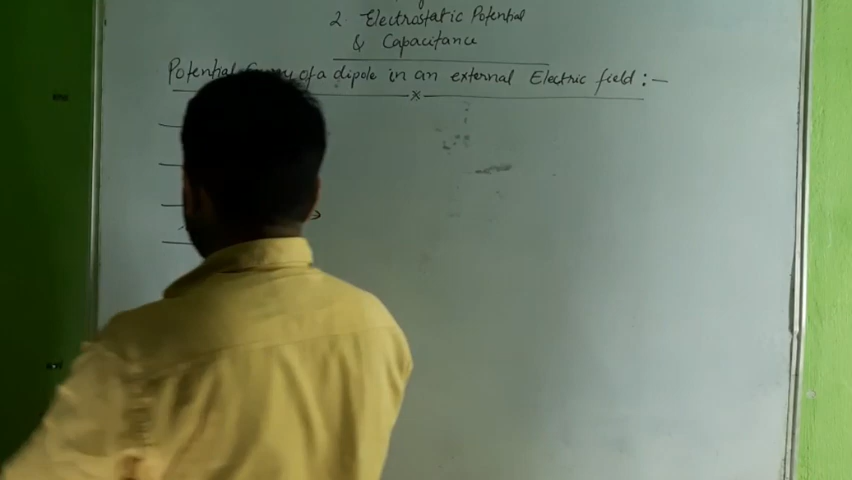 2. Electrostatic Potential
& Capacitance
Potential of a dipole in an external Electric field :-
x